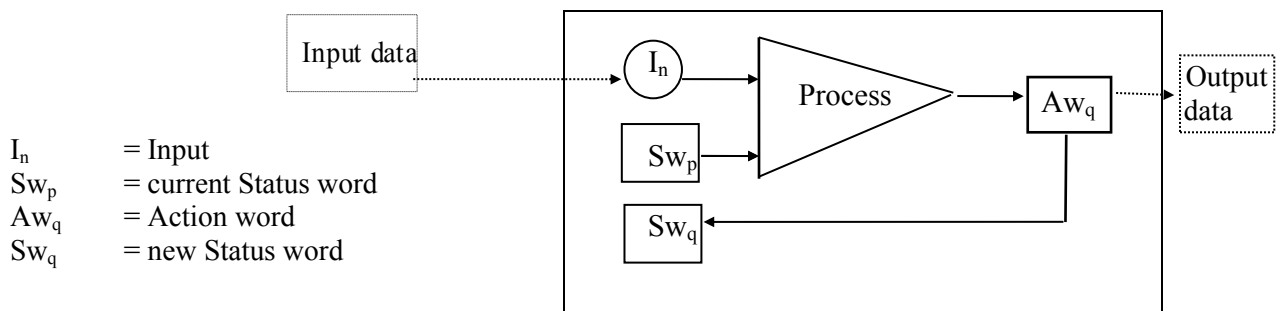 Input data
Iₙ
Process
Awq
Output
data
Swₚ
Swq
Iₙ = Input
Swₚ = current Status word
Awq = Action word
Swq = new Status word